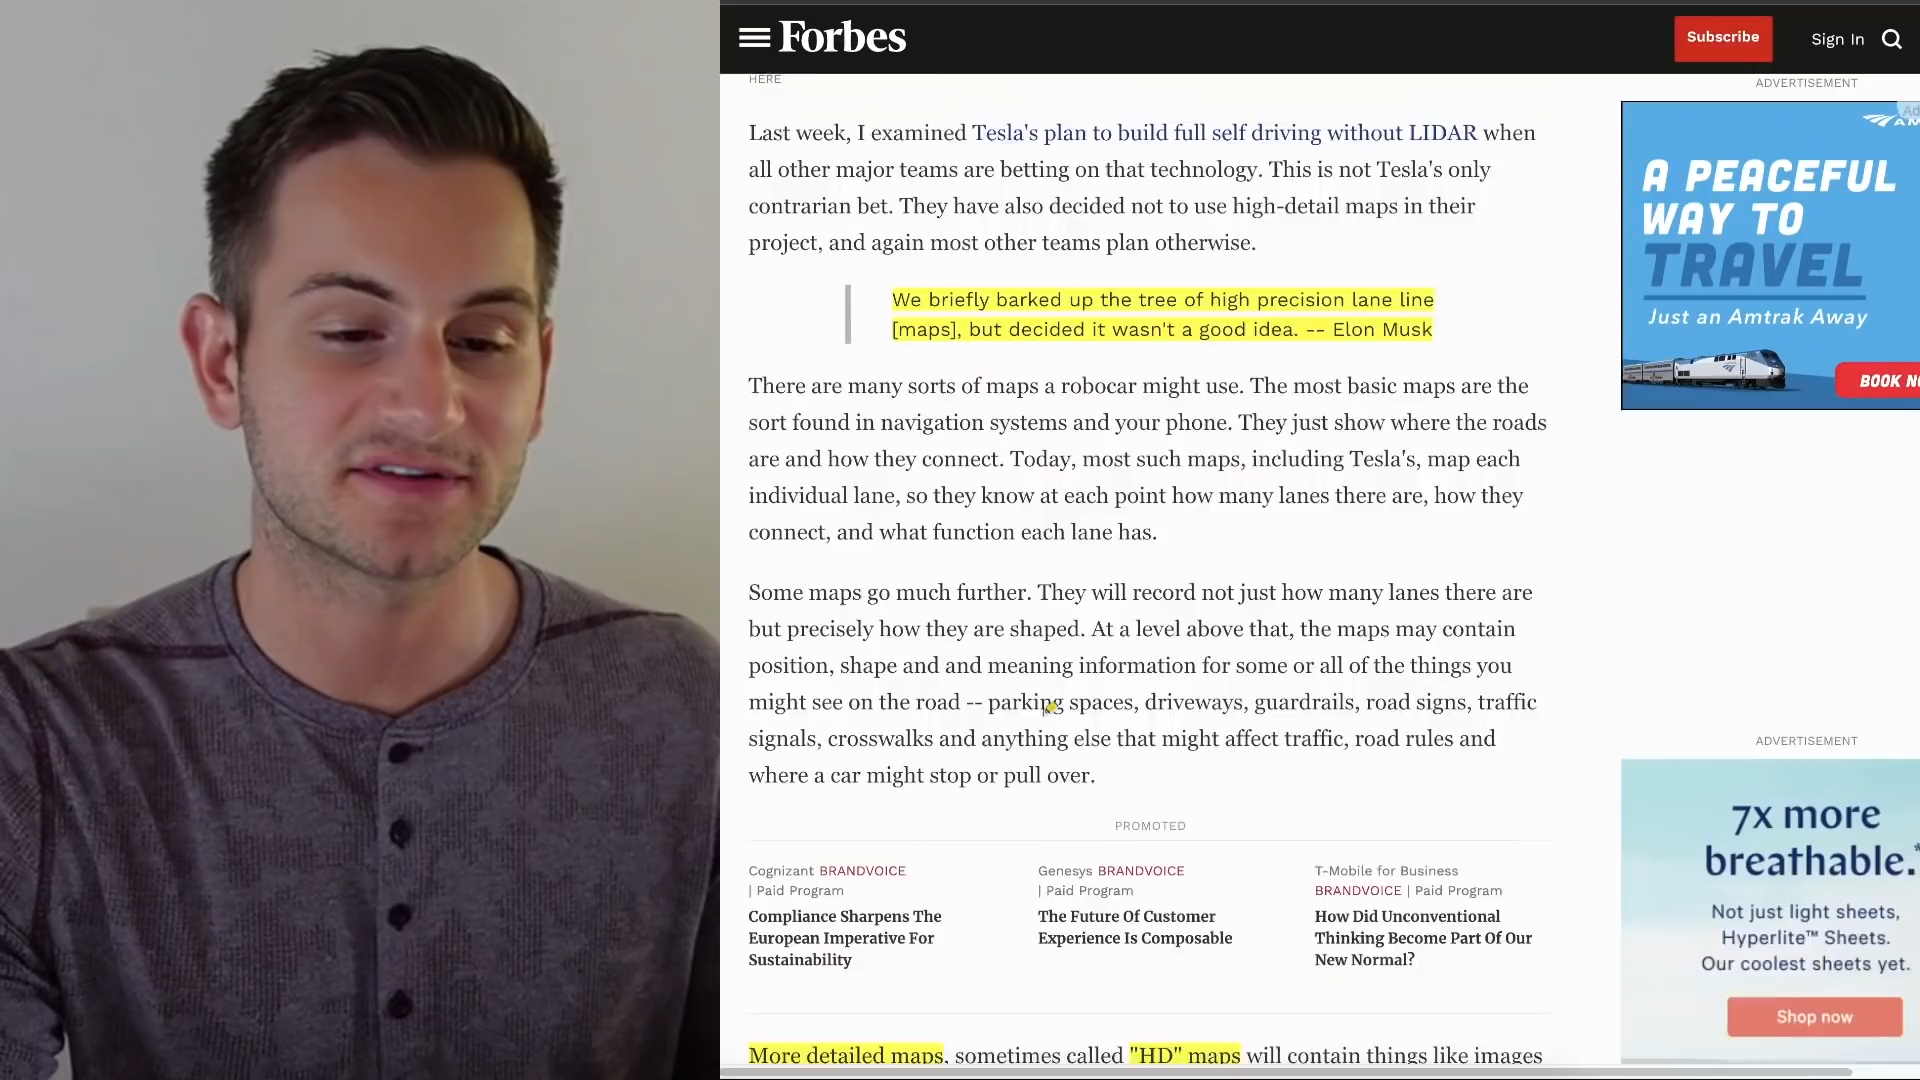 Forbes
Subscribe
Sign In
HERE
ADVERTISEMENT
Last week, I examined Tesla's plan to build full self driving without LIDAR when
all other major teams are betting on that technology. This is not Tesla's only
contrarian bet. They have also decided not to use high-detail maps in their
project, and again most other teams plan otherwise.
We briefly barked up the tree of high precision lane line
[maps], but decided it wasn't a good idea. -- Elon Musk
There are many sorts of maps a robocar might use. The most basic maps are the
sort found in navigation systems and your phone. They just show where the roads
are and how they connect. Today, most such maps, including Tesla's, map each
individual lane, so they know at each point how many lanes there are, how they
connect, and what function each lane has.
Some maps go much further. They will record not just how many lanes there are
but precisely how they are shaped. At a level above that, the maps may contain
position, shape and and meaning information for some or all of the things you
might see on the road -- parking spaces, driveways, guardrails, road signs, traffic
signals, crosswalks and anything else that might affect traffic, road rules and
where a car might stop or pull over.
PROMOTED
Cognizant BRANDVOICE
| Paid Program
Compliance Sharpens The
European Imperative For
Sustainability
Genesys BRANDVOICE
| Paid Program
The Future Of Customer
Experience Is Composable
T-Mobile for Business
BRANDVOICE | Paid Program
How Did Unconventional
Thinking Become Part Of Our
New Normal?
More detailed maps, sometimes called "HD" maps will contain things like images
A PEACEFUL
WAY TO
TRAVEL
Just an Amtrak Away
BOOK
ADVERTISEMENT
7x more
breathable.*
Not just light sheets,
Hyperlite™ Sheets.
Our coolest sheets yet.
Shop now